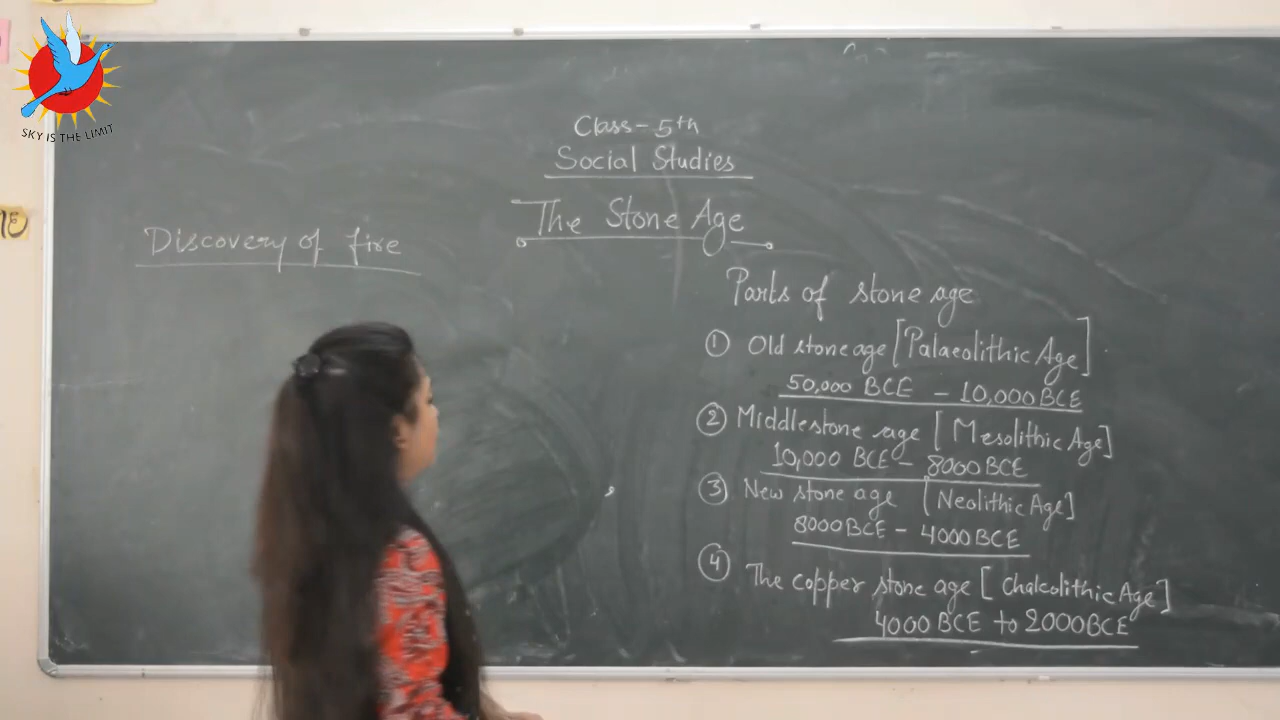 SKY IS THE LIMIT
Class - 5th
Social Studies
The Stone Age
Discovery of fire
Parts of stone age
① Old stone age [Palaeolithic Age]
50,000 BCE - 10,000 BCE
② Middle stone age [Mesolithic Age]
10,000 BCE - 8000 BCE
③ New stone age [Neolithic Age]
8000 BCE - 4000 BCE
④ The copper stone age [Chalcolithic Age]
4000 BCE to 2000 BCE